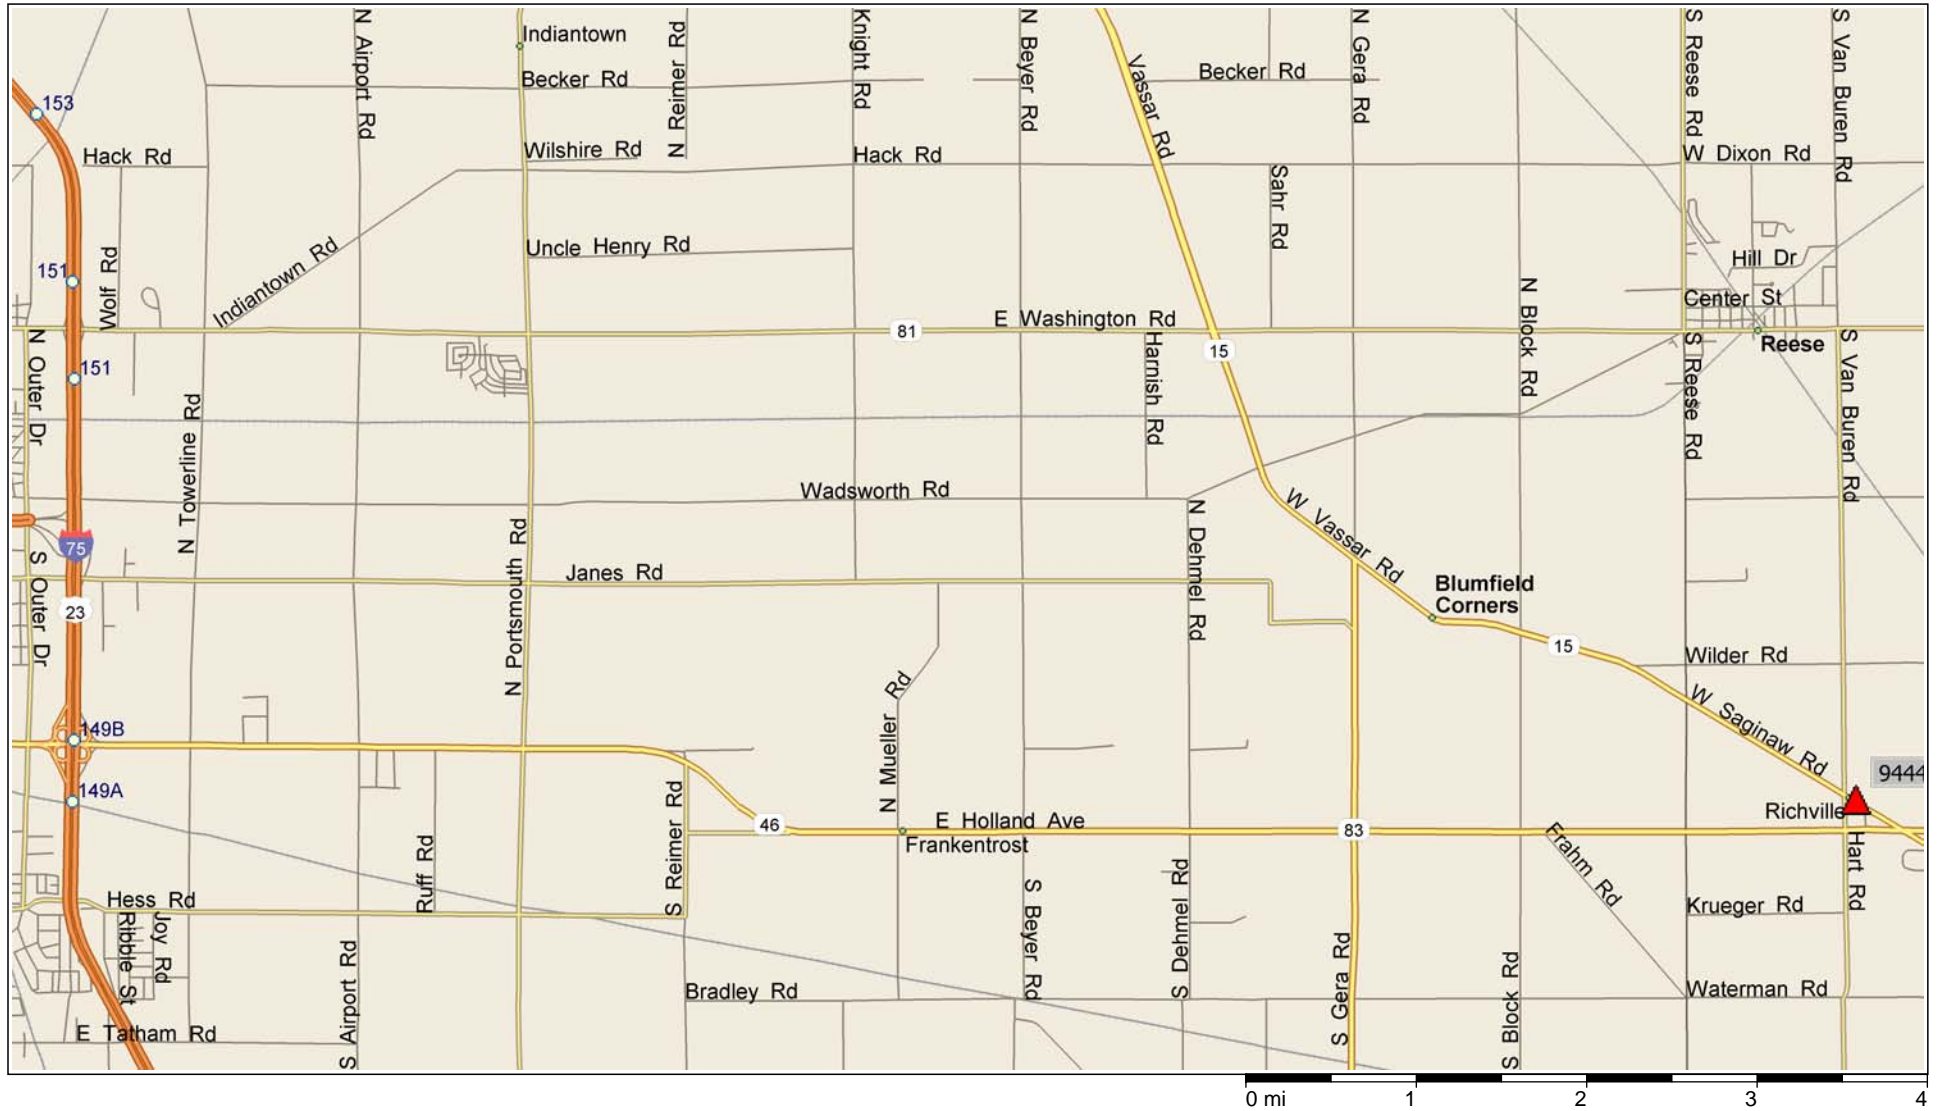 N Airport Rd
Indiantown
N Reimer Rd
Knight Rd
N Beyer Rd
Vassar Rd
N Gera Rd
S Reese Rd
S Van Buren Rd
Becker Rd
Becker Rd
153
Hack Rd
Wilshire Rd
Hack Rd
W Dixon Rd
Sahr Rd
Indiantown Rd
Uncle Henry Rd
Hill Dr
151
Wolf Rd
Center St
N Block Rd
E Washington Rd
81
15
Reese
N Outer Dr
151
Harnish Rd
S Reese Rd
S Van Buren Rd
N Towerline Rd
Wadsworth Rd
W Vassar Rd
N Dehmel Rd
75
S Outer Dr
23
N Portsmouth Rd
Janes Rd
Blumfield
Corners
15
Wilder Rd
N Mueller Rd
W Saginaw Rd
149B
149A
9444
Richville
S Reimer Rd
46
E Holland Ave
83
Frankentrost
Frahm Rd
Hart Rd
Ruff Rd
Hess Rd
Ribble St
Joy Rd
S Beyer Rd
S Dehmel Rd
Krueger Rd
S Airport Rd
S Gera Rd
S Block Rd
Bradley Rd
Waterman Rd
E Tatham Rd
0 mi 1 2 3 4